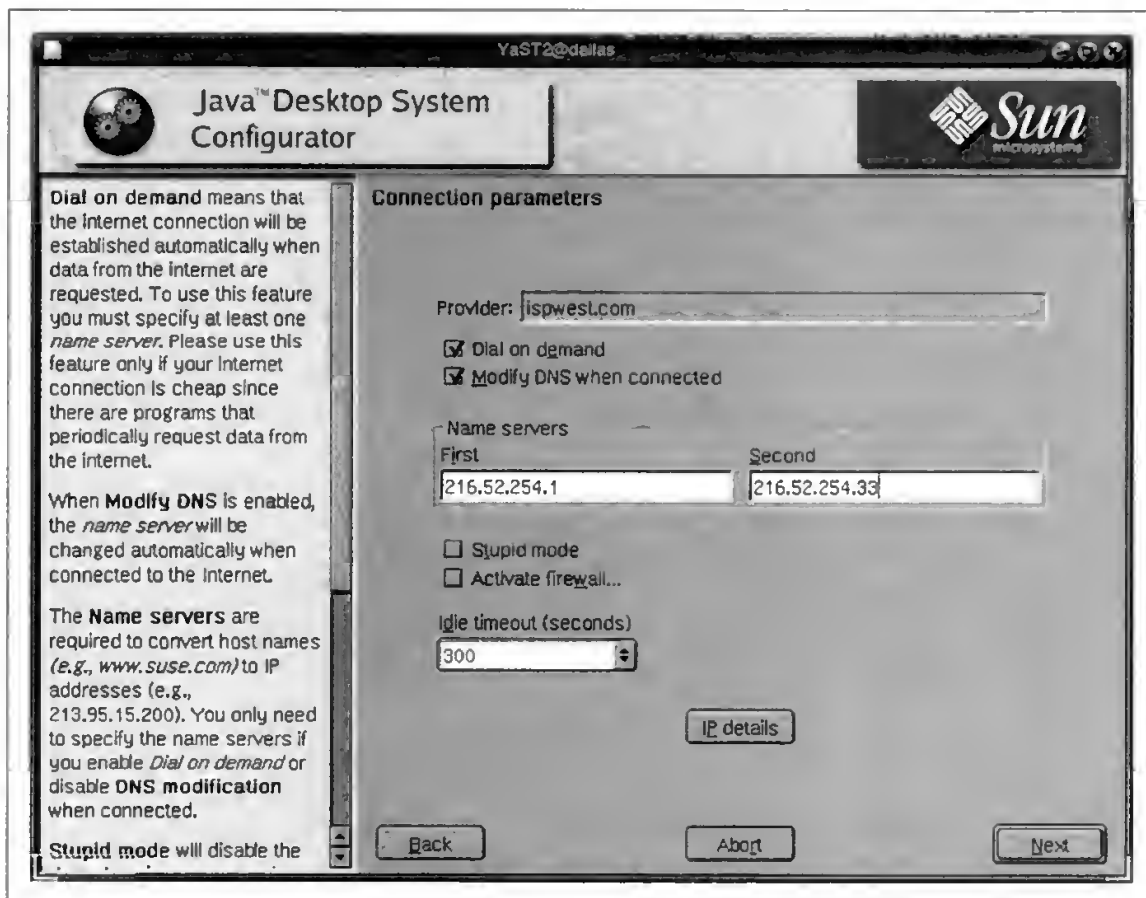 YaST2@dallas
Java™ Desktop System
Configurator
Sun
microsystems
Dial on demand means that
the Internet connection will be
established automatically when
data from the internet are
requested. To use this feature
you must specify at least one
name server. Please use this
feature only if your Internet
connection is cheap since
there are programs that
periodically request data from
the internet.
When Modify DNS is enabled,
the name server will be
changed automatically when
connected to the Internet.
The Name servers are
required to convert host names
(e.g., www.suse.com) to IP
addresses (e.g.,
213.95.15.200). You only need
to specify the name servers if
you enable Dial on demand or
disable DNS modification
when connected.
Stupid mode will disable the
Connection parameters
Provider: ispwest.com
Dial on demand
Modify DNS when connected
Name servers
First
Second
216.52.254.1
216.52.254.33
Stupid mode
Activate firewall...
Idle timeout (seconds)
300
IP details
Back
Abort
Next